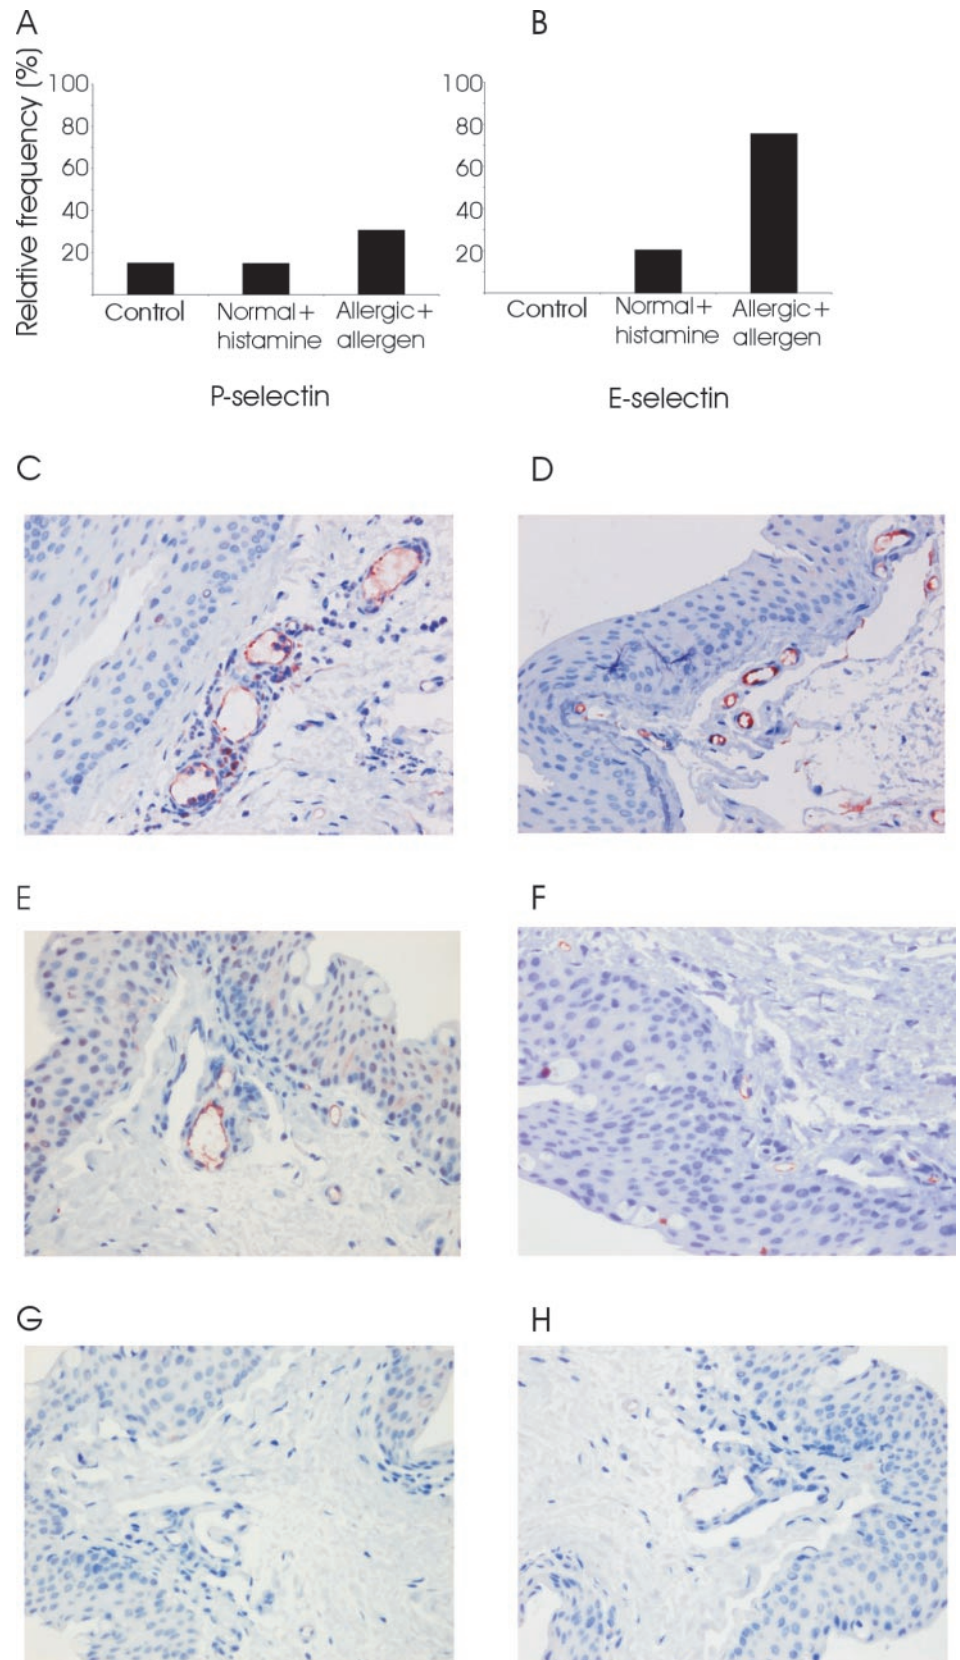 A
B
Relative frequency (%)
100
80
60
40
20
Control
Normal+
histamine
Allergic+
allergen
P-selectin
100
80
60
40
20
Control
Normal+
histamine
Allergic+
allergen
E-selectin
C
D
E
F
G
H